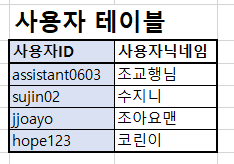 사용자 테이블
사용자ID 사용자닉네임
assistant0603 조교행님
sujin02 수지니
jjoayo 조아요맨
hope123 코린이